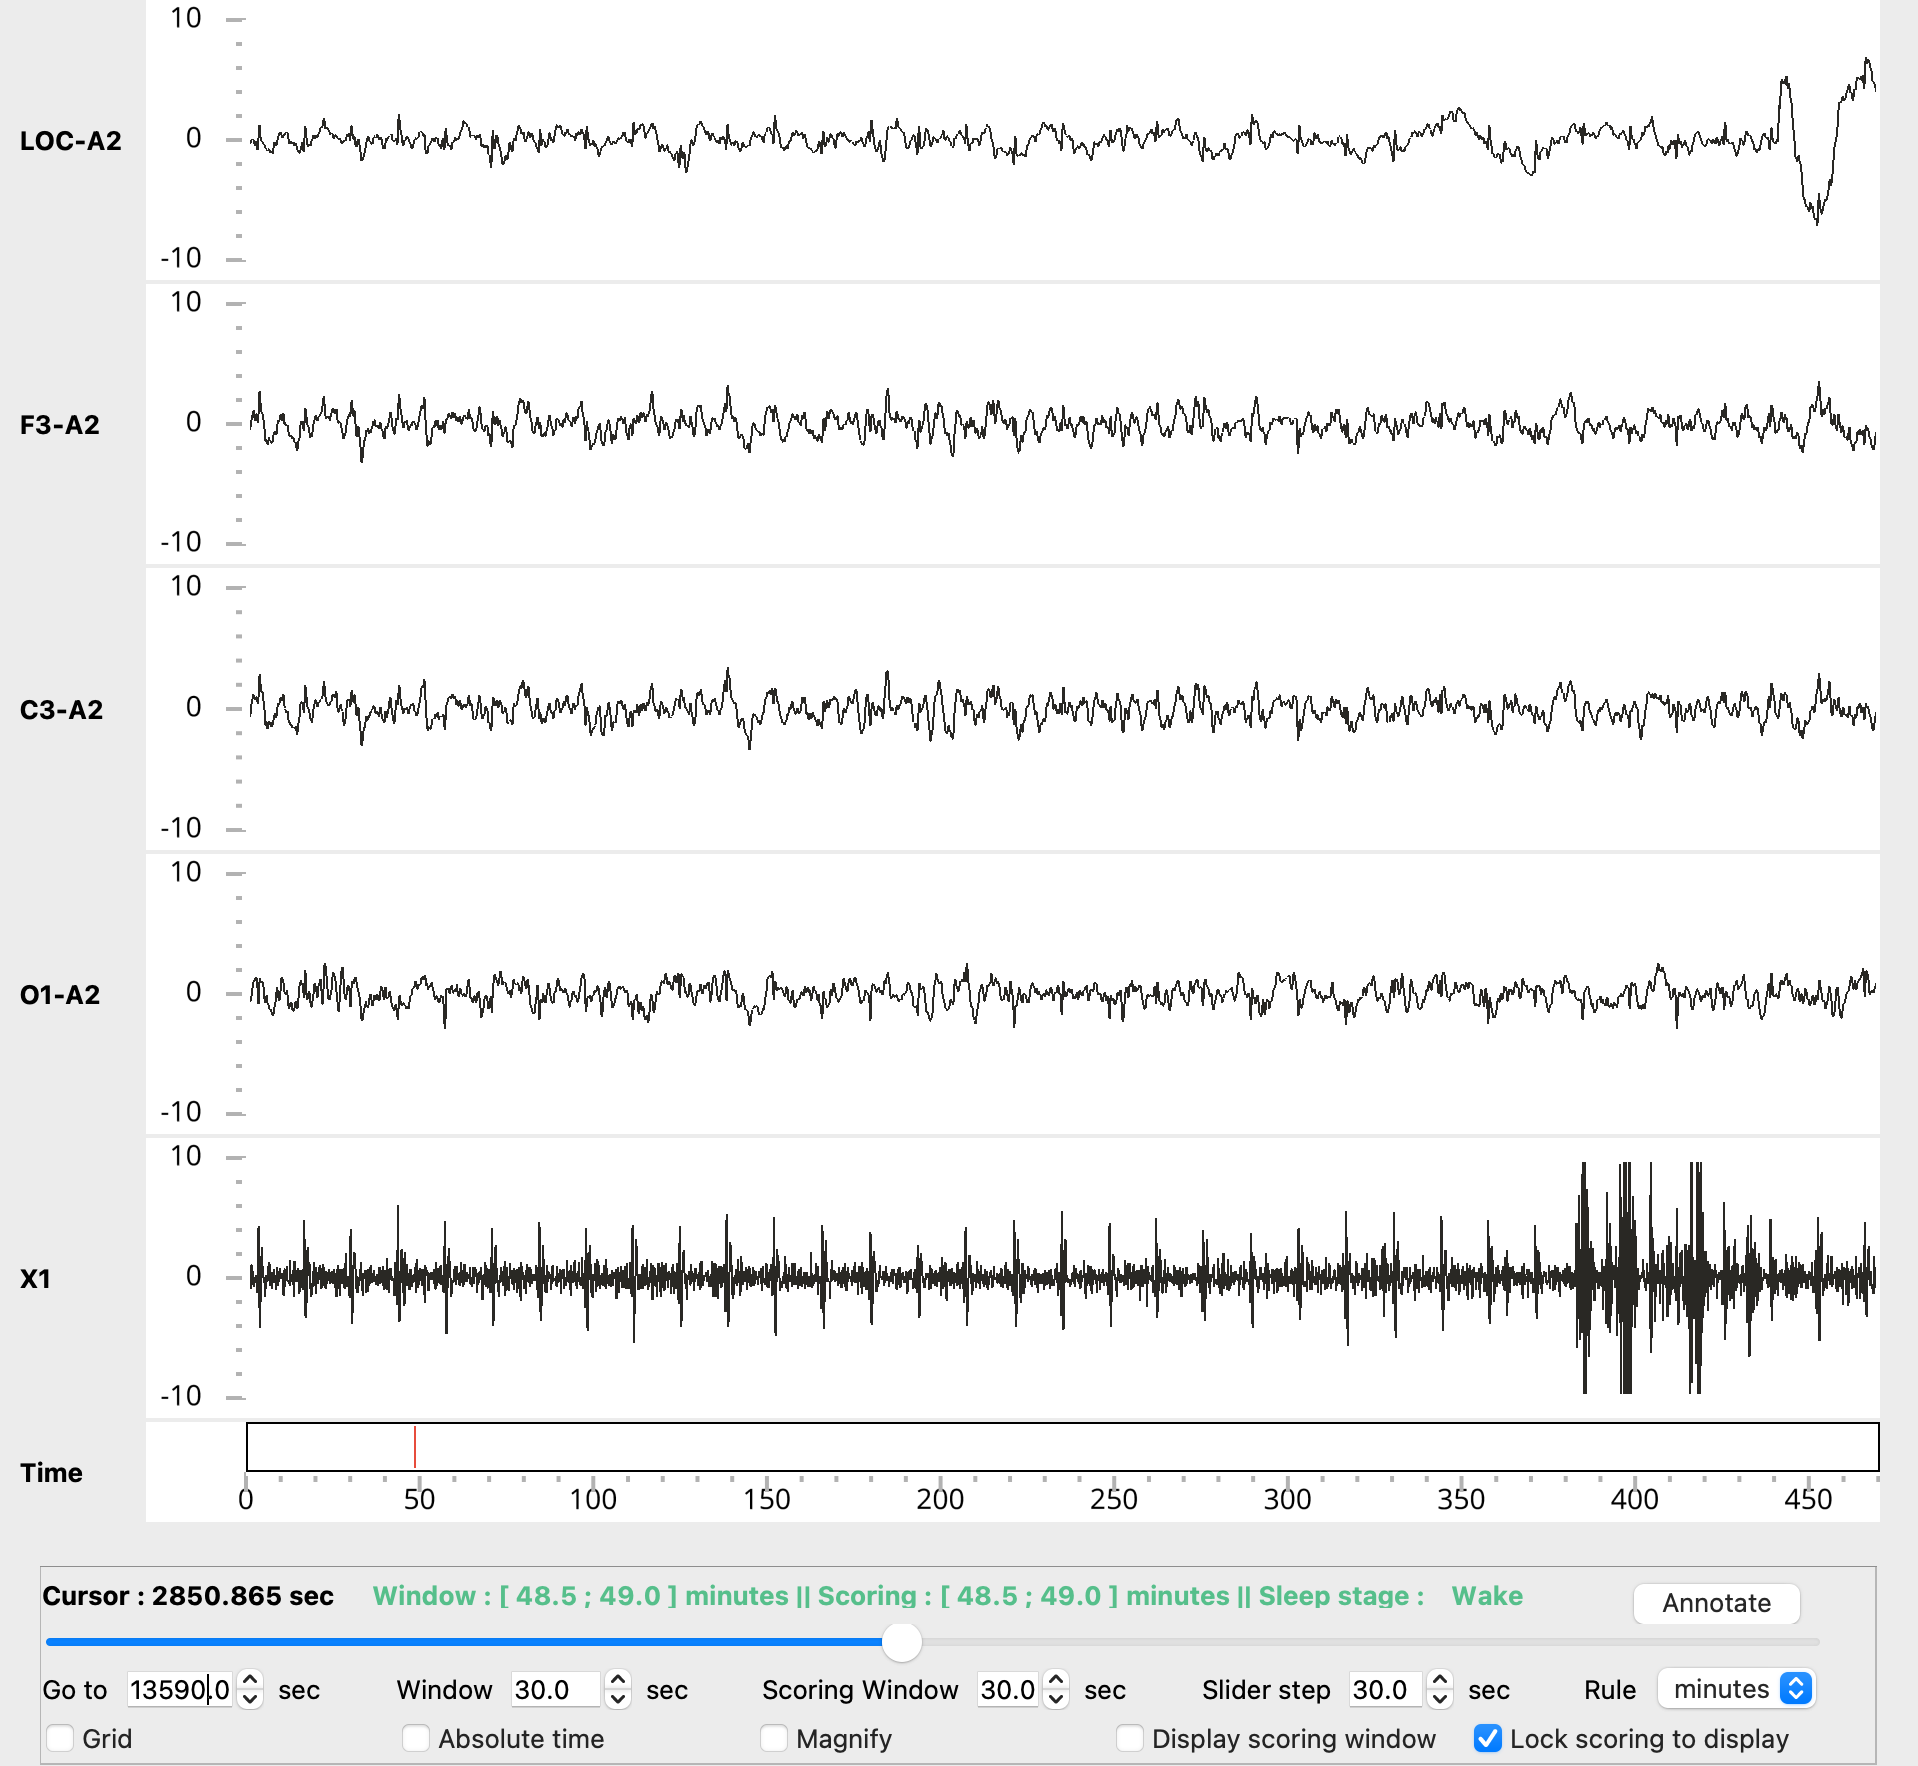 10
LOC-A2
0
-10
10
F3-A2
0
-10
10
C3-A2
0
-10
10
O1-A2
0
-10
10
X1
0
-10
Time
0 50 100 150 200 250 300 350 400 450
Cursor : 2850.865 sec Window : [ 48.5 ; 49.0 ] minutes || Scoring : [ 48.5 ; 49.0 ] minutes || Sleep stage : Wake Annotate
Go to 13590.0 sec Window 30.0 sec Scoring Window 30.0 sec Slider step 30.0 sec Rule minutes
Grid Absolute time Magnify Display scoring window Lock scoring to display